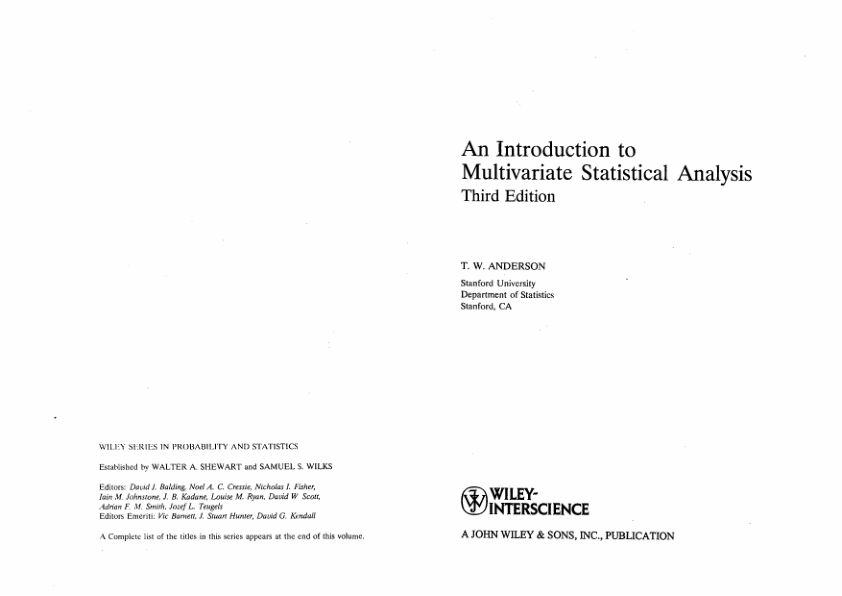 WILEY SERIES IN PROBABILITY AND STATISTICS
Established by WALTER A. SHEWART and SAMUEL S. WILKS
Editors: David J. Balding, Noel A. C. Cressie, Nicholas I. Fisher,
Iain M. Johnstone, J. B. Kadane, Louise M. Ryan, David W. Scott,
Adrian F. M. Smith, Jozef L. Teugels
Editors Emeriti: Vic Barnett, J. Stuart Hunter, David G. Kendall
A Complete list of the titles in this series appears at the end of this volume.
An Introduction to
Multivariate Statistical Analysis
Third Edition
T. W. ANDERSON
Stanford University
Department of Statistics
Stanford, CA
WILEY-
INTERSCIENCE
A JOHN WILEY & SONS, INC., PUBLICATION